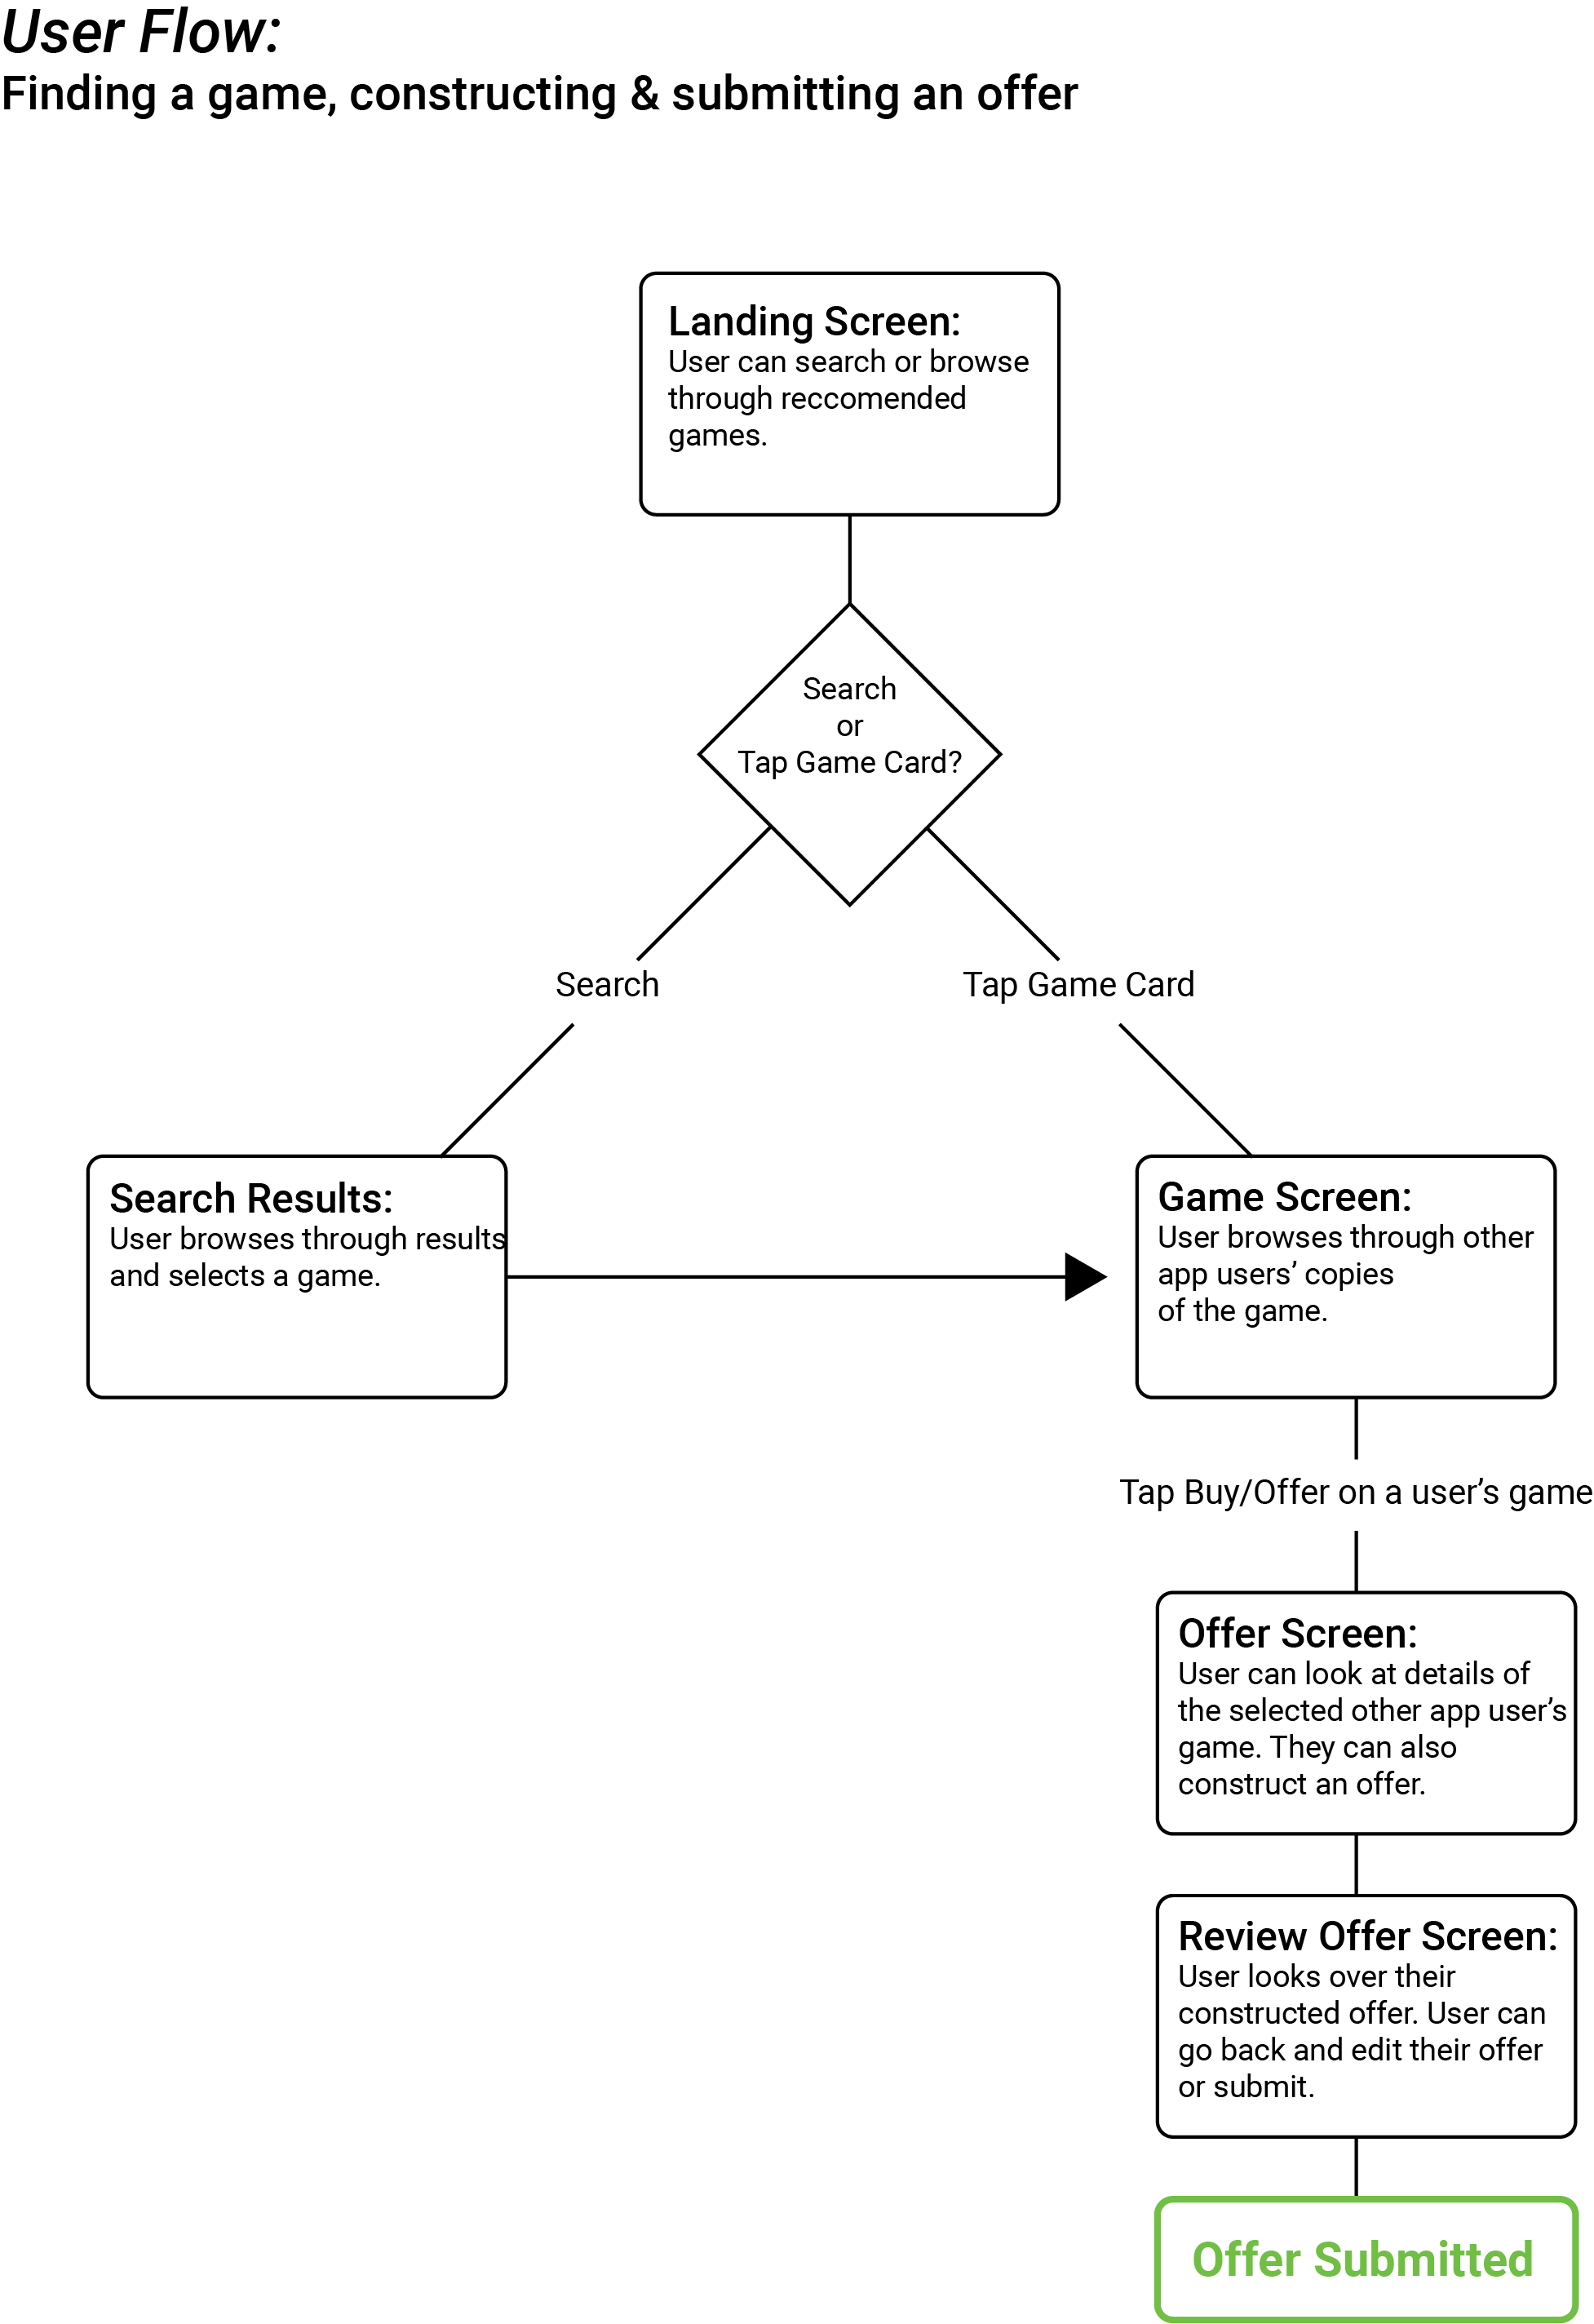 User Flow:
Finding a game, constructing & submitting an offer
Landing Screen:
User can search or browse
through reccomended
games.
Search
or
Tap Game Card?
Search
Tap Game Card
Search Results:
User browses through results
and selects a game.
Game Screen:
User browses through other
app users’ copies
of the game.
Tap Buy/Offer on a user’s game
Offer Screen:
User can look at details of
the selected other app user’s
game. They can also
construct an offer.
Review Offer Screen:
User looks over their
constructed offer. User can
go back and edit their offer
or submit.
Offer Submitted